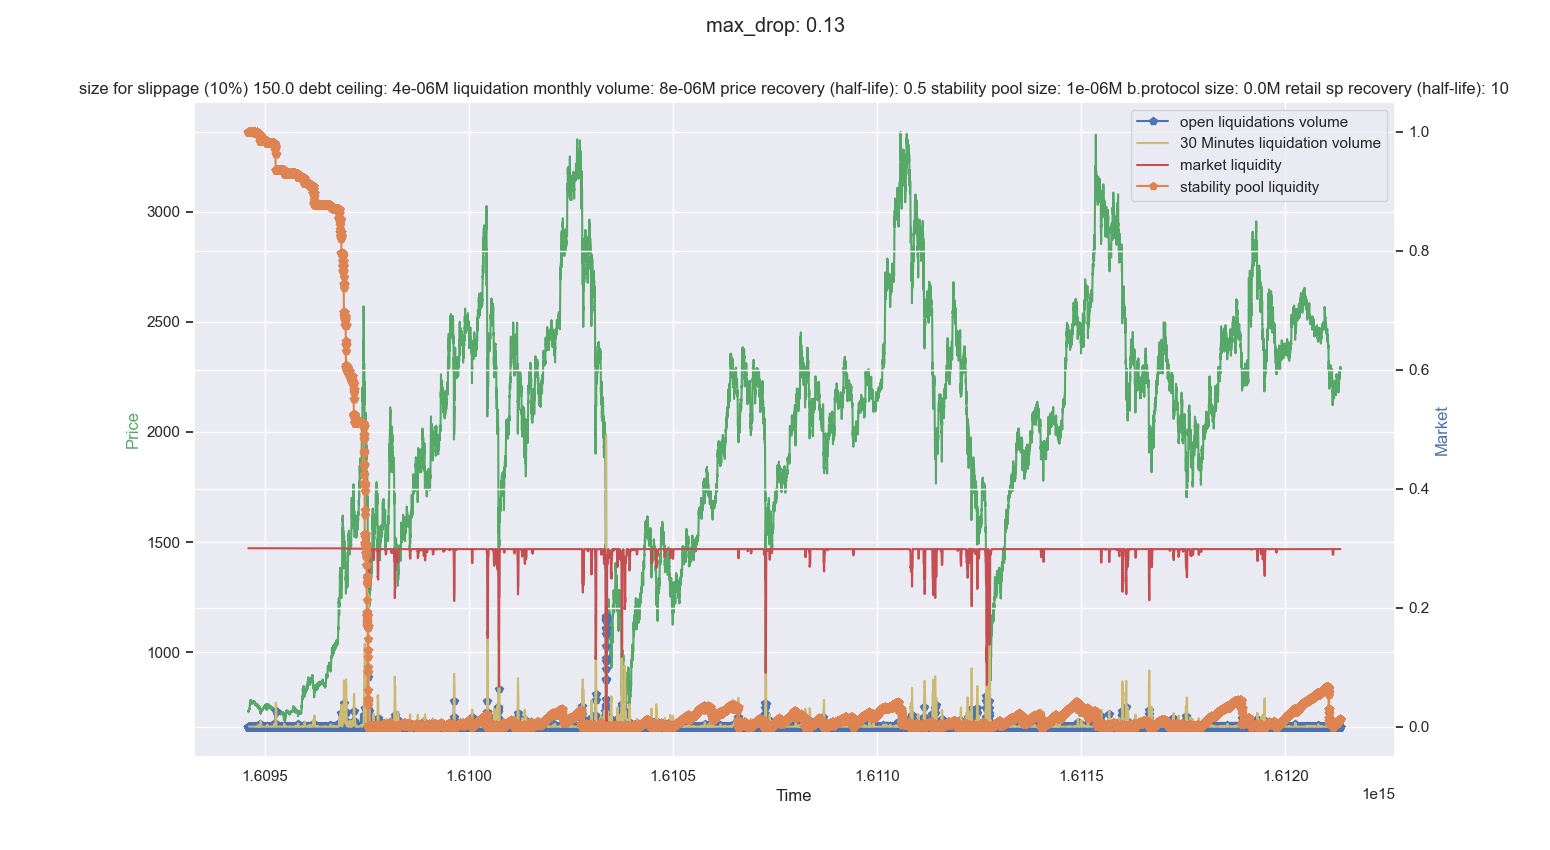 max_drop: 0.13
size for slippage (10%) 150.0 debt ceiling: 4e-06M liquidation monthly volume: 8e-06M price recovery (half-life): 0.5 stability pool size: 1e-06M b.protocol size: 0.0M retail sp recovery (half-life): 10
open liquidations volume
30 Minutes liquidation volume
market liquidity
stability pool liquidity
Price
3000
2500
2000
1500
1000
1.0
0.8
0.6
0.4
0.2
0.0
Market
1.6095
1.6100
1.6105
1.6110
1.6115
1.6120
Time
1e15